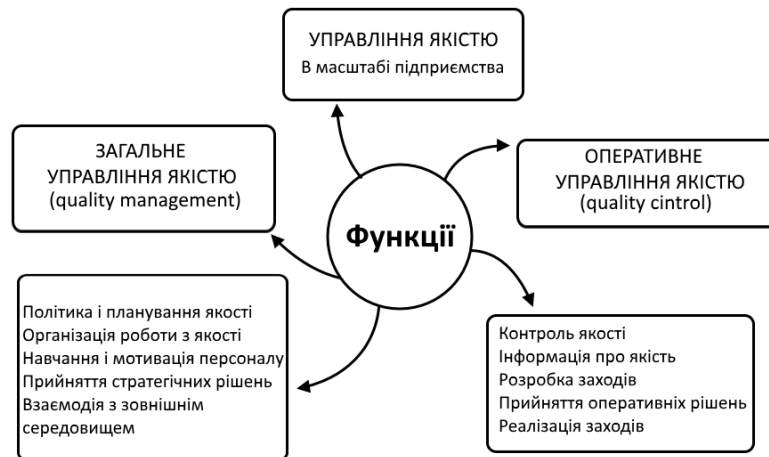 УПРАВЛІННЯ ЯКІСТЮ
В масштабі підприємства
ЗАГАЛЬНЕ
УПРАВЛІННЯ ЯКІСТЮ
(quality management)
ОПЕРАТИВНЕ
УПРАВЛІННЯ ЯКІСТЮ
(quality cintrol)
Функції
Політика і планування якості
Організація роботи з якості
Навчання і мотивація персоналу
Прийняття стратегічних рішень
Взаємодія з зовнішнім
середовищем
Контроль якості
Інформація про якість
Розробка заходів
Прийняття оперативніх рішень
Реалізація заходів